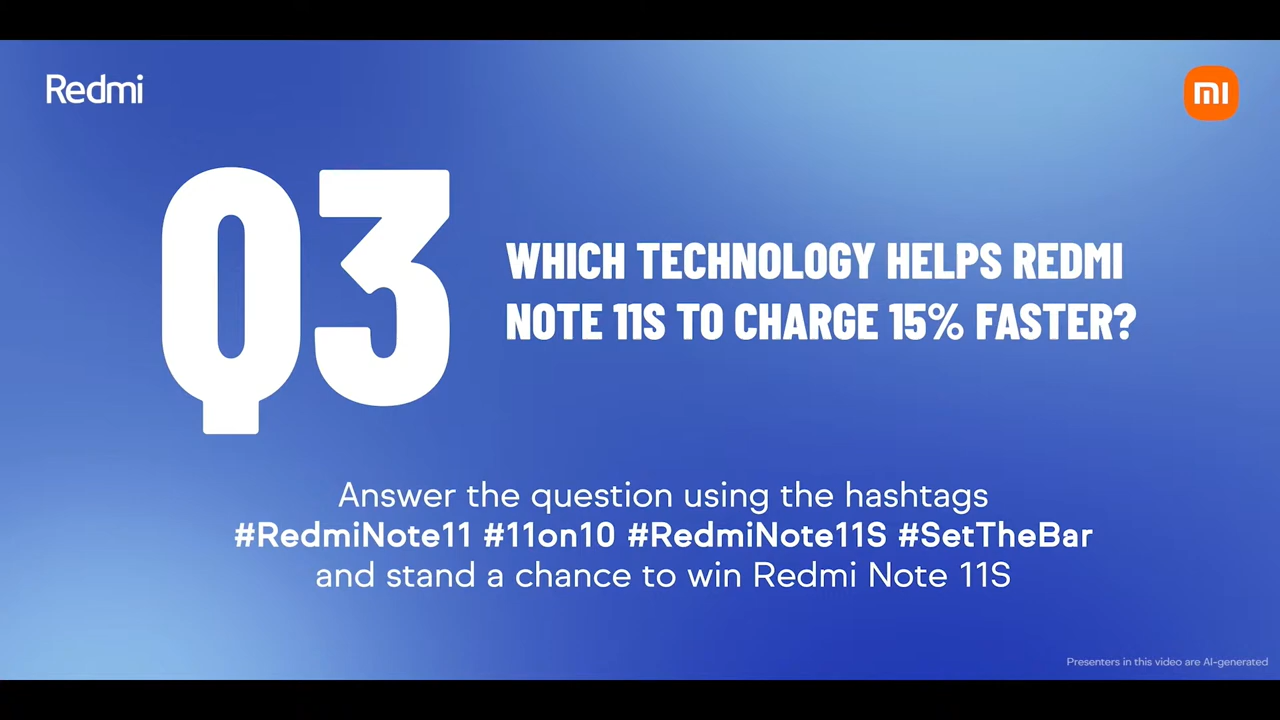 Redmi
mi
Q3
WHICH TECHNOLOGY HELPS REDMI
NOTE 11S TO CHARGE 15% FASTER?
Answer the question using the hashtags
#RedmiNote11 #11on10 #RedmiNote11S #SetTheBar
and stand a chance to win Redmi Note 11S
Presenters in this video are AI-generated